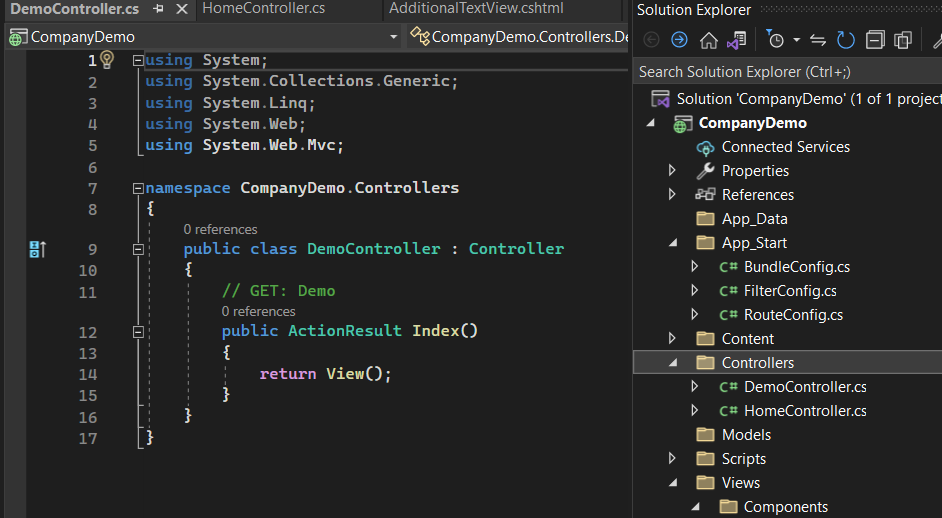 DemoController.cs
HomeController.cs
AdditionalTextView.cshtml
CompanyDemo
CompanyDemo.Controllers.De
1 using System;
2 using System.Collections.Generic;
3 using System.Linq;
4 using System.Web;
5 using System.Web.Mvc;
6
7 namespace CompanyDemo.Controllers
8 {
0 references
9 public class DemoController : Controller
10 {
11 // GET: Demo
0 references
12 public ActionResult Index()
13 {
14 return View();
15 }
16 }
17 }
Solution Explorer
Search Solution Explorer (Ctrl+;)
Solution 'CompanyDemo' (1 of 1 project
CompanyDemo
Connected Services
Properties
References
App_Data
App_Start
C# BundleConfig.cs
C# FilterConfig.cs
C# RouteConfig.cs
Content
Controllers
C# DemoController.cs
C# HomeController.cs
Models
Scripts
Views
Components